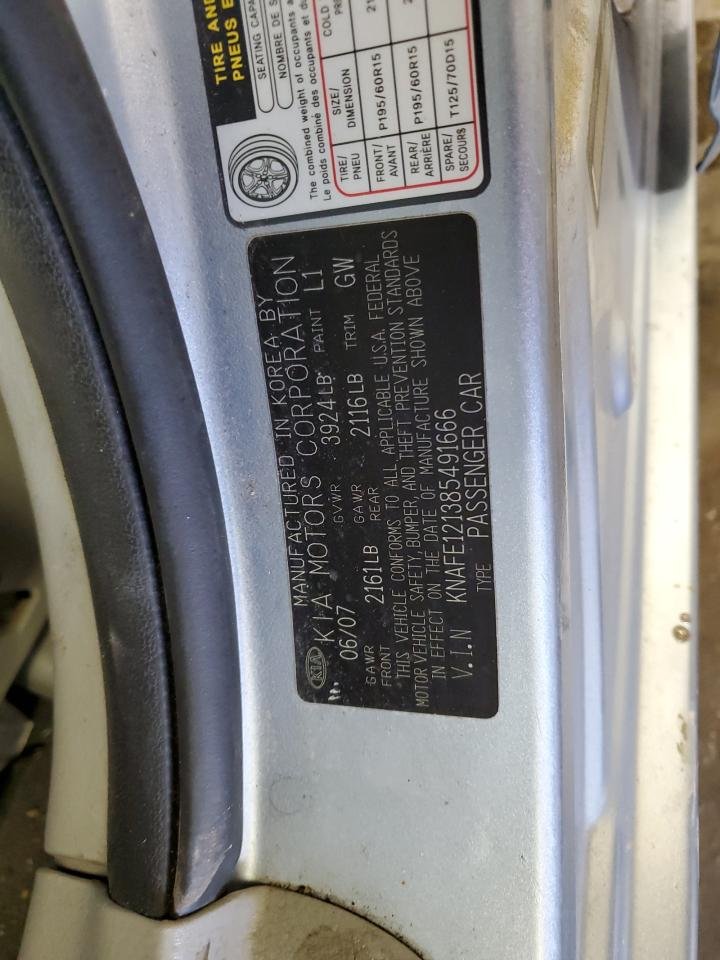 TIRE AND
PNEUS E
SEATING CAPA
NOMBRE DE S
The combined weight of occupants a
Le poids combiné des occupants et du
TIRE/ PNEU SIZE/ DIMENSION COLD
FRONT/ AVANT P195/60R15
REAR/ ARRIÈRE P195/60R15
SPARE/ SECOURS T125/70D15
KIA
MANUFACTURED IN KOREA BY
KIA MOTORS CORPORATION
06/07 GVWR 3924LB PAINT L1
GAWR FRONT 2161LB GAWR REAR 2116LB TRIM GW
THIS VEHICLE CONFORMS TO ALL APPLICABLE U.S.A. FEDERAL
MOTOR VEHICLE SAFETY, BUMPER, AND THEFT PREVENTION STANDARDS
IN EFFECT ON THE DATE OF MANUFACTURE SHOWN ABOVE
V.I.N KNAFE121385491666
TYPE PASSENGER CAR